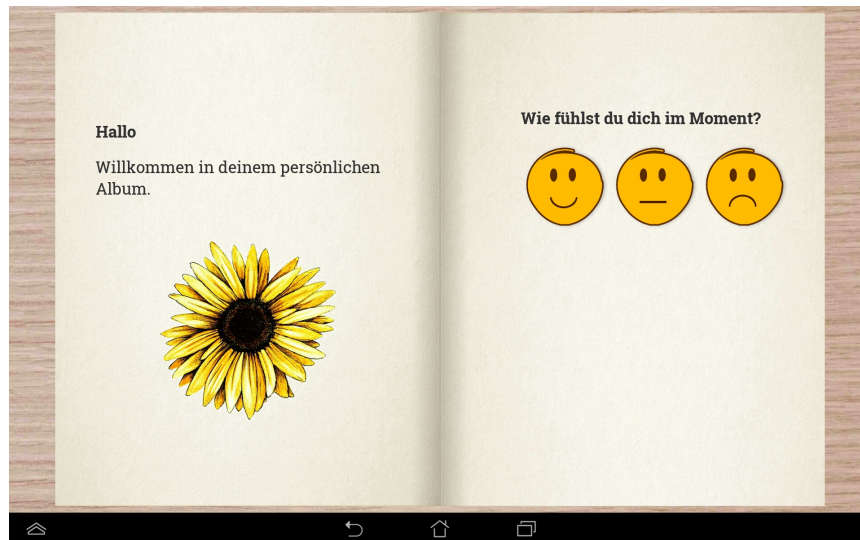 Hallo
Willkommen in deinem persönlichen
Album.
Wie fühlst du dich im Moment?